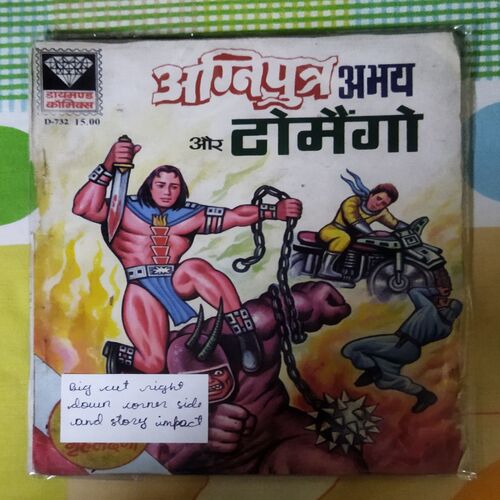 डायमण्ड
कॉमिक्स
D-732 15.00
अग्निपुत्र अभय
और टोमैंगो
Big cut right
down corner side
and story impact